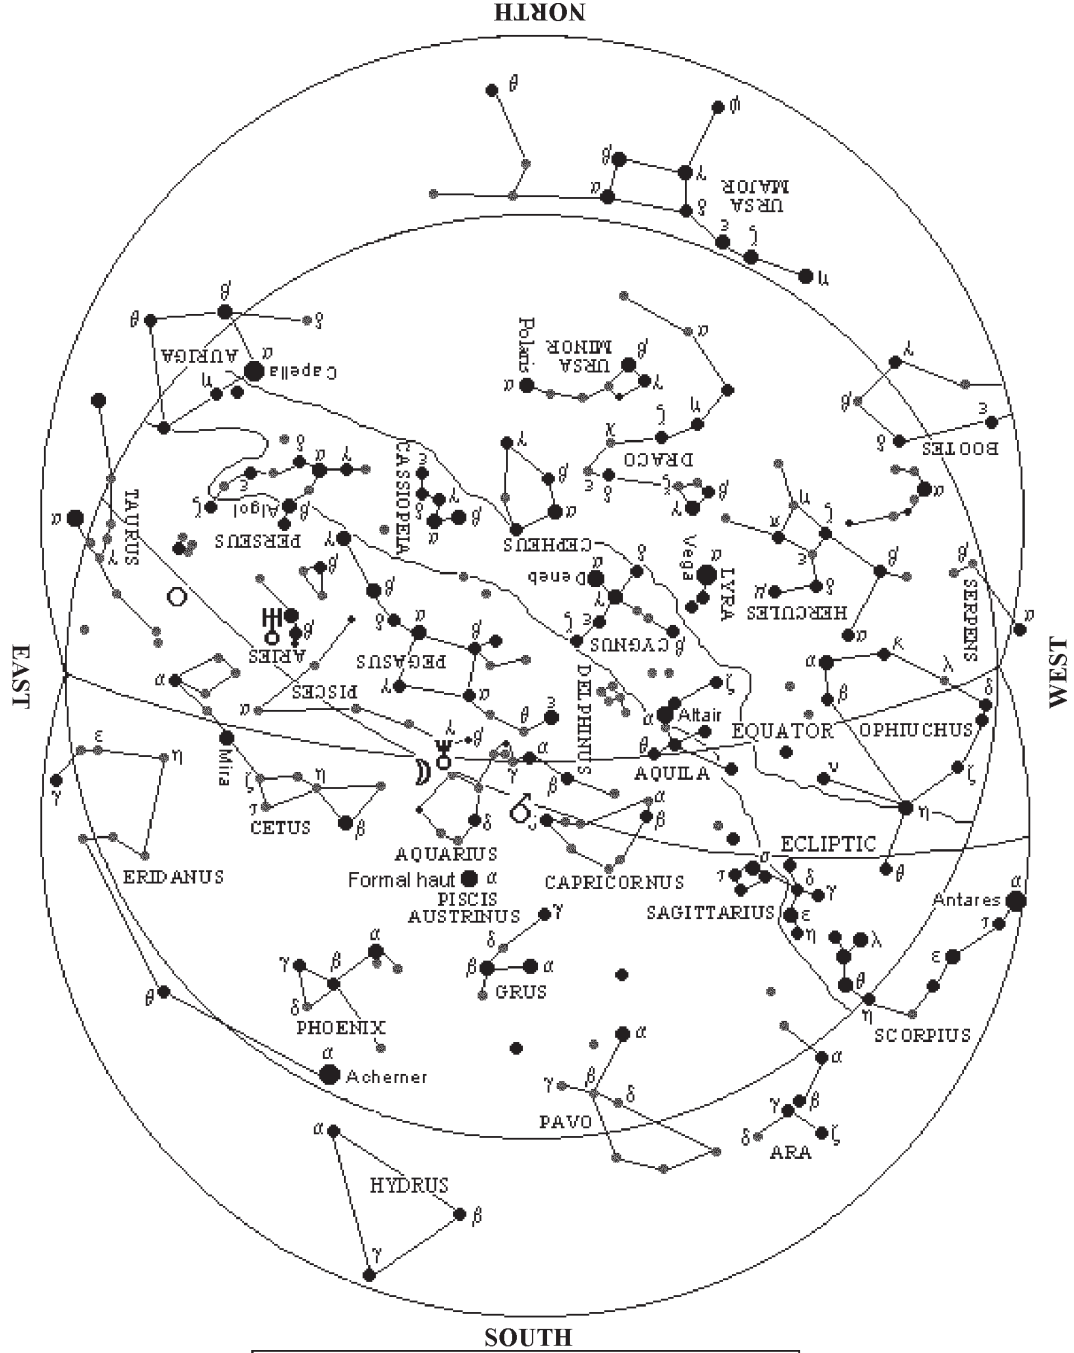 NORTH
θ
φ
β
γ
α
δ
URSA
MAJOR
ε
ζ
η
β
θ
δ
AURIGA
α
Capella
η
Polaris
α
URSA
MINOR
β
γ
α
η
ζ
χ
DRACO
γ
β
δ
ε
BOOTES
TAURUS
α
γ
δ
α
γ
ε
ζ
Algol
β
PERSEUS
CASSIOPEIA
ε
γ
β
α
γ
β
α
CEPHEUS
ε
δ
ξ
β
γ
η
ζ
π
ε
δ
μ
β
HERCULES
α
β
SERPENS
α
γ
β
δ
α
PEGASUS
β
γ
α
α
Deneb
δ
γ
ε
ζ
β
CYGNUS
Vega
α
LYRA
β
ARIES
EAST
WEST
PISCES
α
α
Mira
ε
γ
η
ζ
τ
η
CETUS
β
ERIDANUS
θ
ε
DELPHINUS
ζ
α
Altair
θ
AQUILA
EQUATOR
α
κ
λ
β
δ
OPHIUCHUS
ζ
ν
η
θ
γ
β
γ
α
β
δ
AQUARIUS
α
β
CAPRICORNUS
ECLIPTIC
Formal haut
α
PISCIS
AUSTRINUS
γ
δ
β
α
GRUS
σ
τ
δ
γ
SAGITTARIUS
ε
η
Antares
α
τ
ε
λ
θ
η
SCORPIUS
α
γ
β
δ
PHOENIX
θ
α
Acherner
α
γ
β
δ
PAVO
α
γ
β
δ
ζ
ARA
α
HYDRUS
β
γ
SOUTH